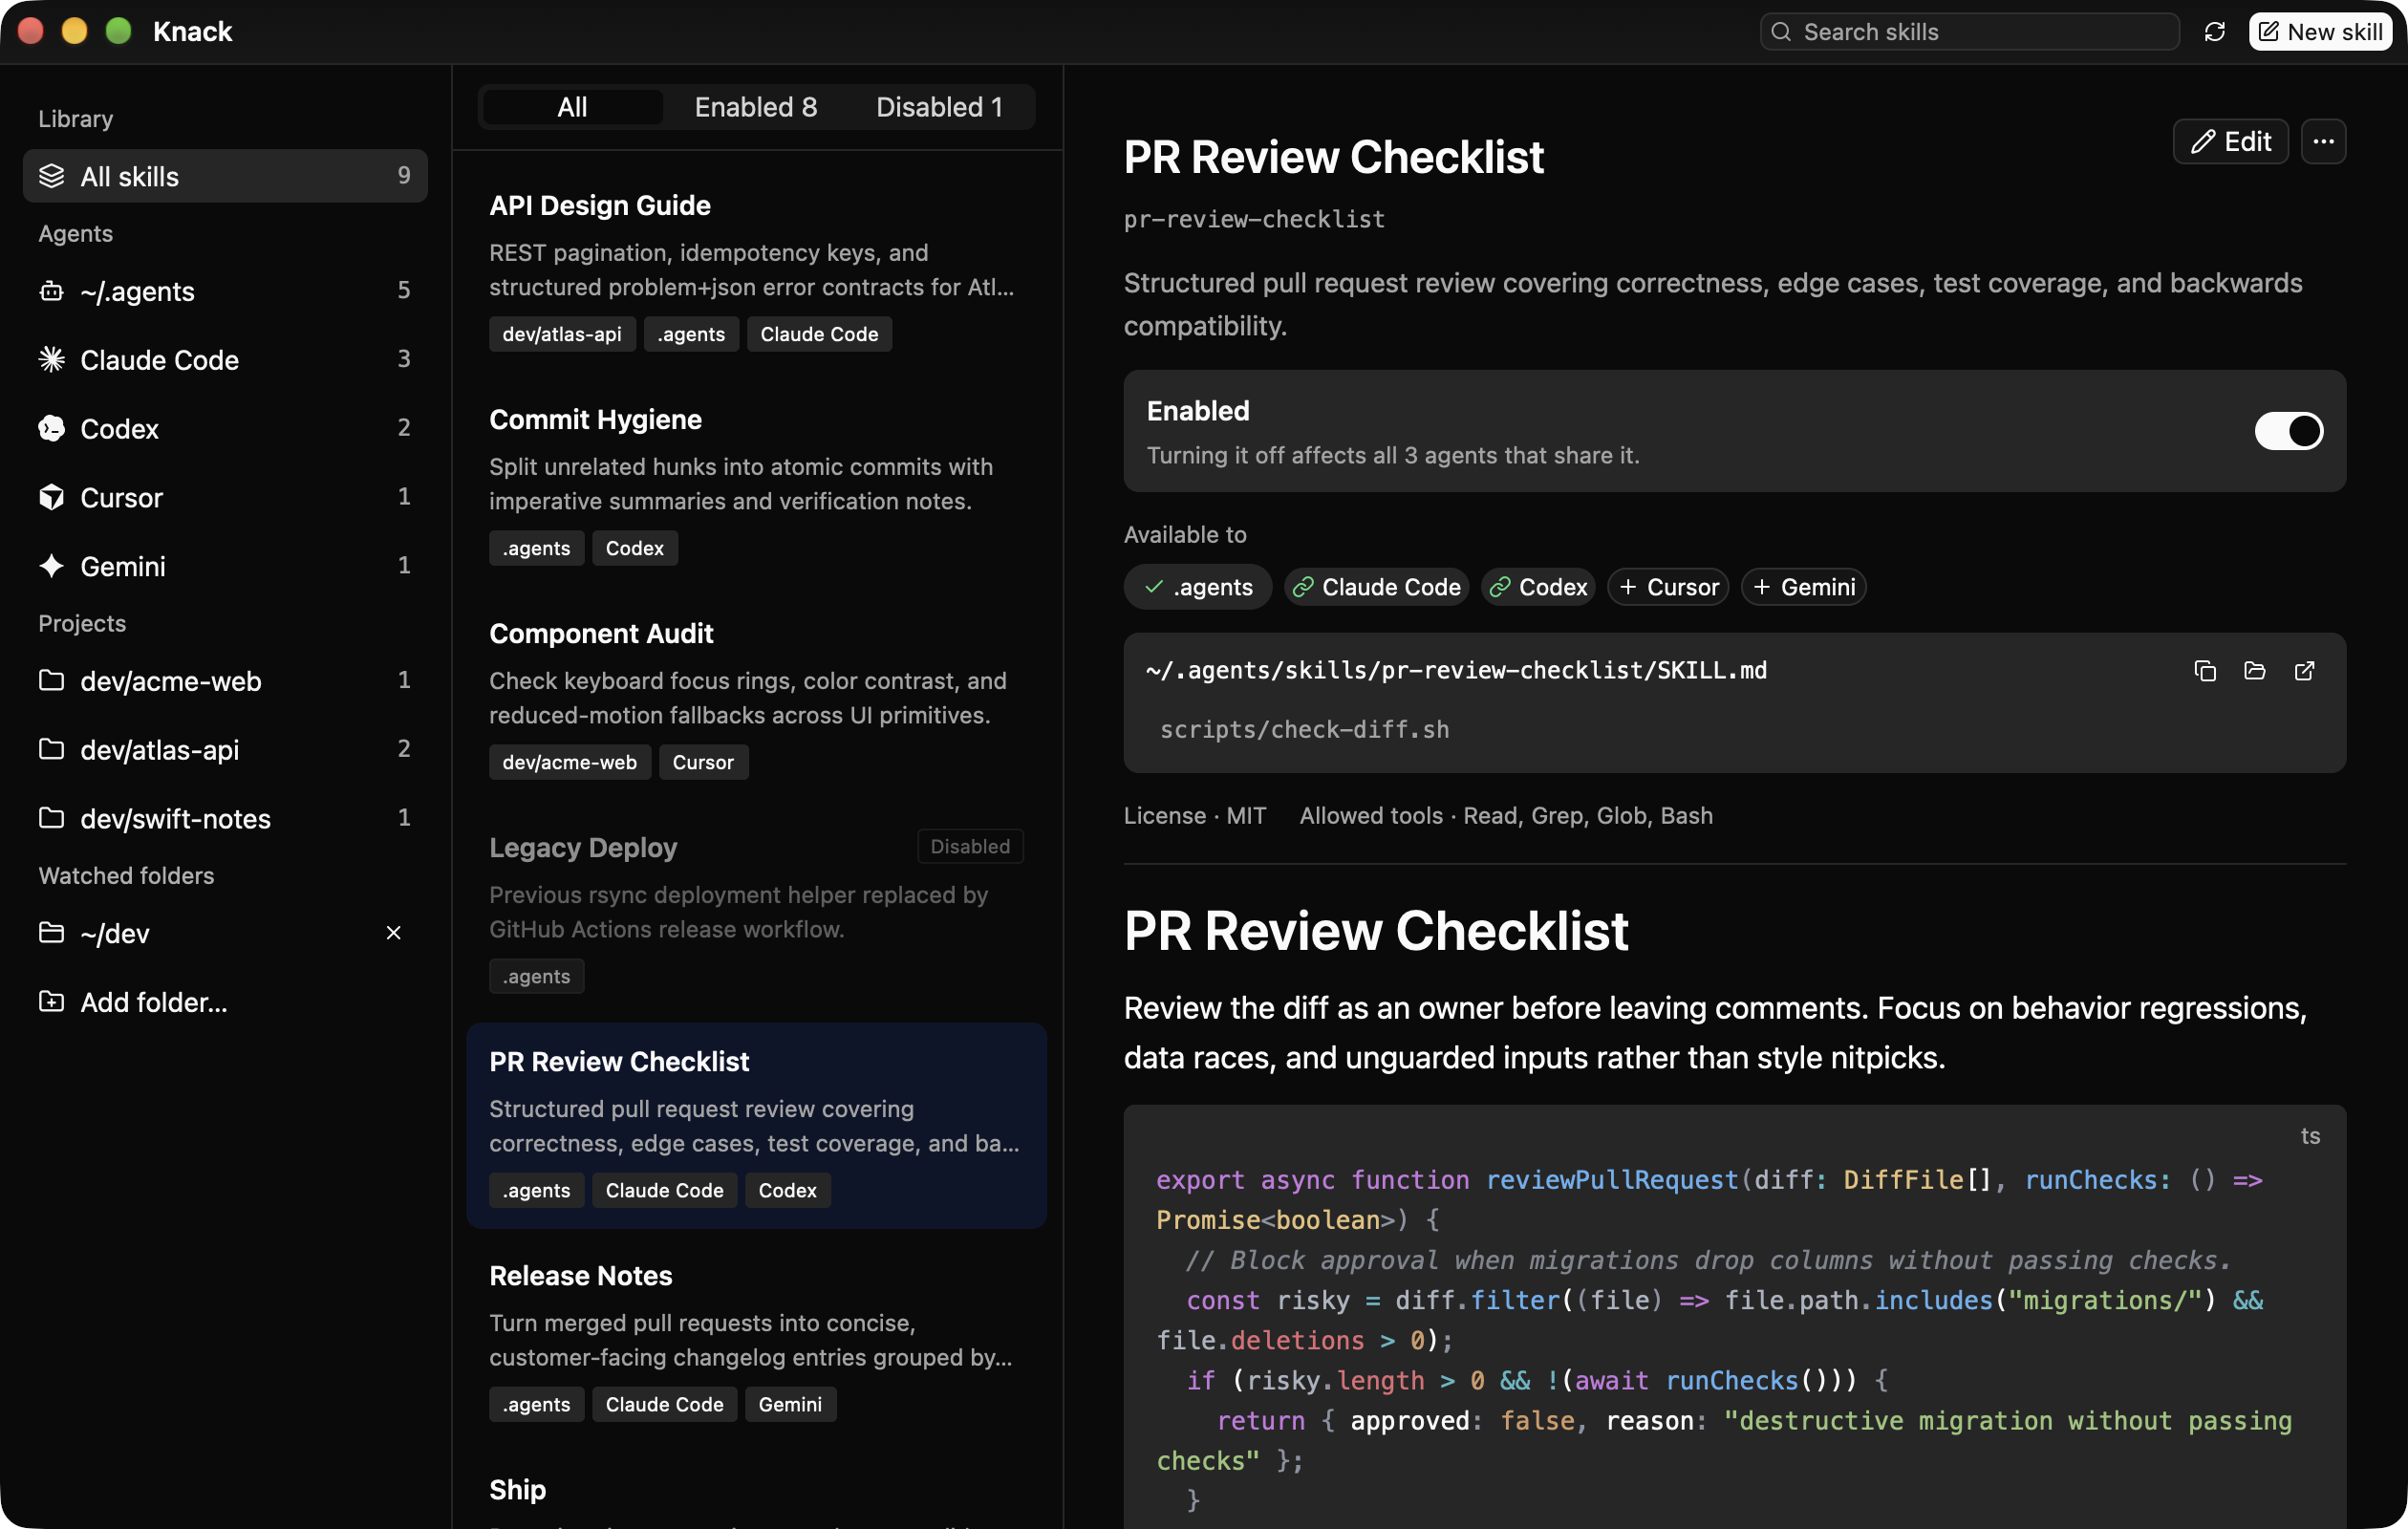 Knack
Search skills
New skill
Library
All skills 9
Agents
~/.agents 5
Claude Code 3
Codex 2
Cursor 1
Gemini 1
Projects
dev/acme-web 1
dev/atlas-api 2
dev/swift-notes 1
Watched folders
~/dev
Add folder...
All Enabled 8 Disabled 1
API Design Guide
REST pagination, idempotency keys, and
structured problem+json error contracts for Atl...
dev/atlas-api .agents Claude Code
Commit Hygiene
Split unrelated hunks into atomic commits with
imperative summaries and verification notes.
.agents Codex
Component Audit
Check keyboard focus rings, color contrast, and
reduced-motion fallbacks across UI primitives.
dev/acme-web Cursor
Legacy Deploy Disabled
Previous rsync deployment helper replaced by
GitHub Actions release workflow.
.agents
PR Review Checklist
Structured pull request review covering
correctness, edge cases, test coverage, and ba...
.agents Claude Code Codex
Release Notes
Turn merged pull requests into concise,
customer-facing changelog entries grouped by...
.agents Claude Code Gemini
Ship
PR Review Checklist
Edit
pr-review-checklist
Structured pull request review covering correctness, edge cases, test coverage, and backwards
compatibility.
Enabled
Turning it off affects all 3 agents that share it.
Available to
.agents Claude Code Codex + Cursor + Gemini
~/.agents/skills/pr-review-checklist/SKILL.md
scripts/check-diff.sh
License · MIT Allowed tools · Read, Grep, Glob, Bash
PR Review Checklist
Review the diff as an owner before leaving comments. Focus on behavior regressions,
data races, and unguarded inputs rather than style nitpicks.
ts
export async function reviewPullRequest(diff: DiffFile[], runChecks: () =>
Promise<boolean>) {
// Block approval when migrations drop columns without passing checks.
const risky = diff.filter((file) => file.path.includes("migrations/") &&
file.deletions > 0);
if (risky.length > 0 && !(await runChecks())) {
return { approved: false, reason: "destructive migration without passing
checks" };
}